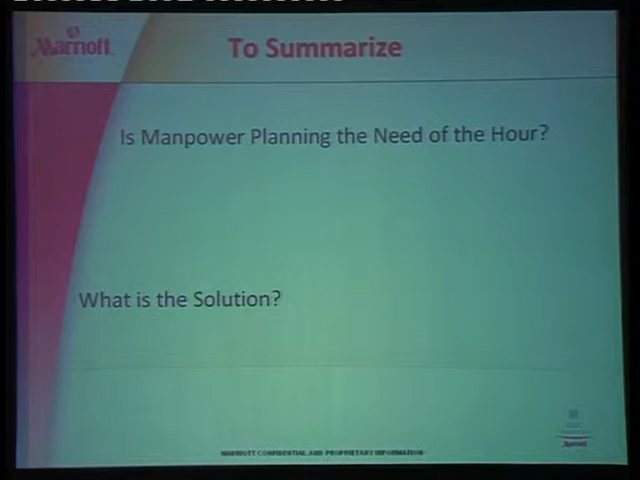 Marriott
To Summarize
Is Manpower Planning the Need of the Hour?
What is the Solution?
MARRIOTT CONFIDENTIAL AND PROPRIETARY INFORMATION
Marriott